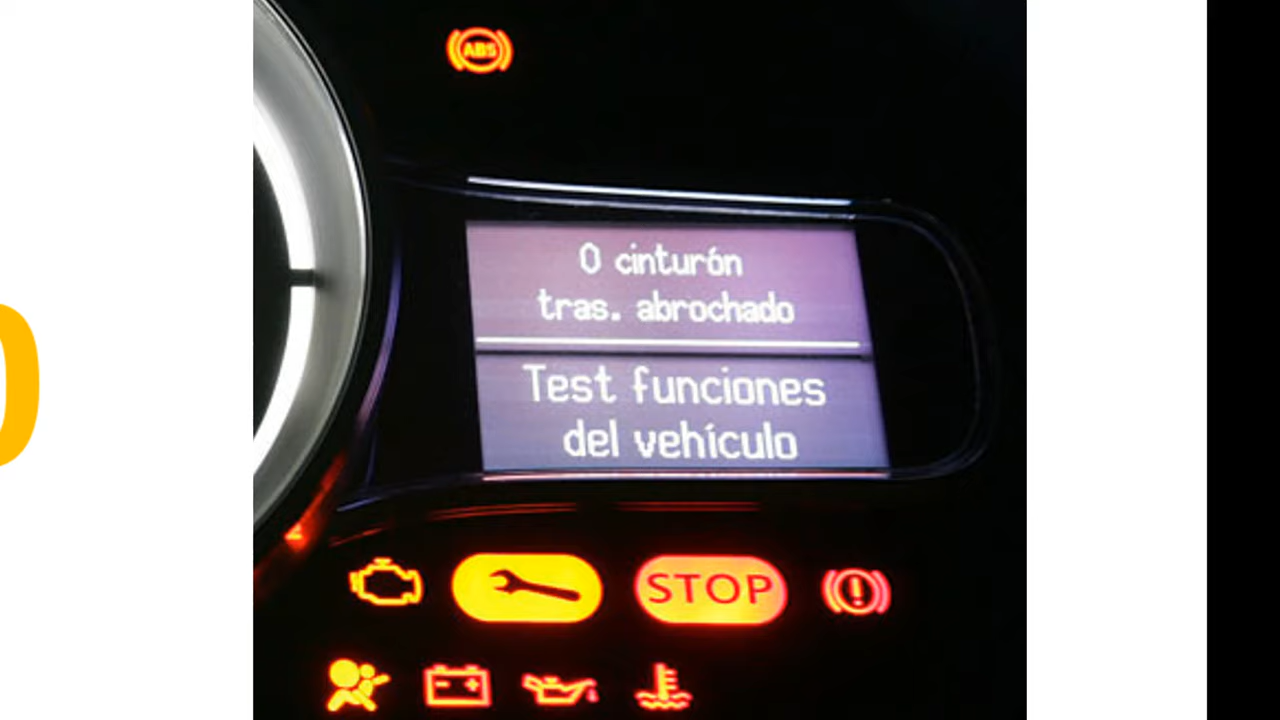 ABS
0 cinturón
tras. abrochado
Test funciones
del vehículo
STOP